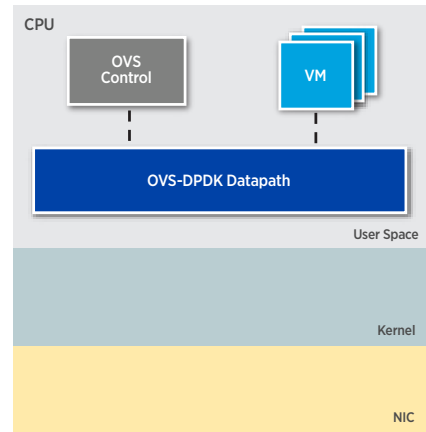 CPU
OVS
Control
VM
OVS-DPDK Datapath
User Space
Kernel
NIC